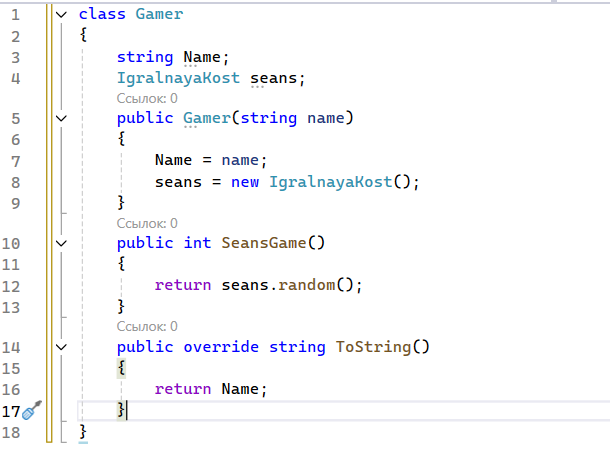 1 class Gamer
2 {
3 string Name;
4 IgralnayaKost seans;
Ссылок: 0
5 public Gamer(string name)
6 {
7 Name = name;
8 seans = new IgralnayaKost();
9 }
Ссылок: 0
10 public int SeansGame()
11 {
12 return seans.random();
13 }
Ссылок: 0
14 public override string ToString()
15 {
16 return Name;
17 }
18 }